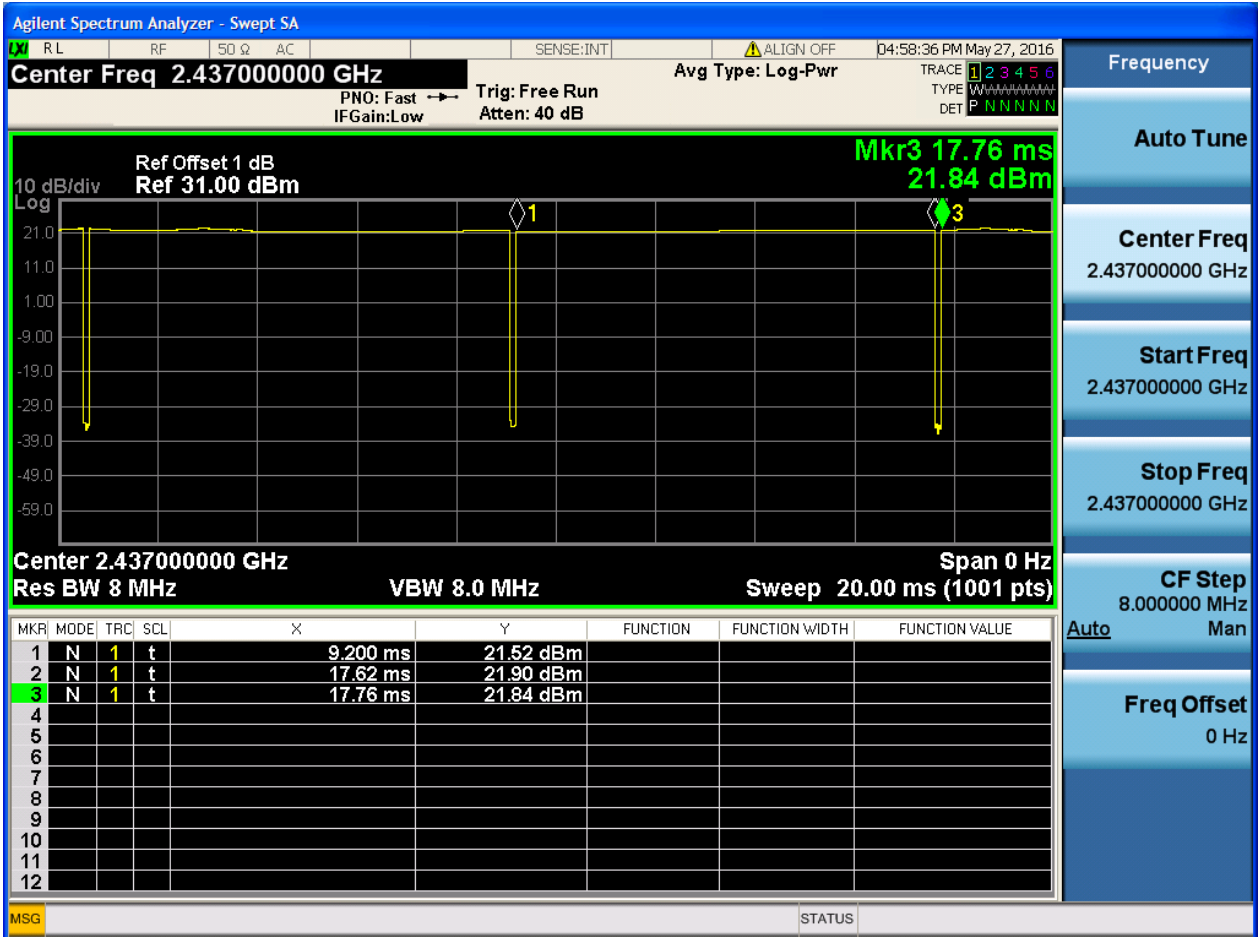 Agilent Spectrum Analyzer - Swept SA
LXI RL RF 50 Ω AC SENSE:INT ALIGN OFF 04:58:36 PM May 27, 2016
Center Freq 2.437000000 GHz
PNO: Fast
IFGain:Low
Trig: Free Run
Atten: 40 dB
Avg Type: Log-Pwr
TRACE 1 2 3 4 5 6
TYPE WWWWWW
DET P N N N N N
Mkr3 17.76 ms
21.84 dBm
Ref Offset 1 dB
10 dB/div Ref 31.00 dBm
Log
1
3
21.0
11.0
1.00
-9.00
-19.0
-29.0
-39.0
-49.0
-59.0
Center 2.437000000 GHz Span 0 Hz
Res BW 8 MHz VBW 8.0 MHz Sweep 20.00 ms (1001 pts)
MKR MODE TRC SCL X Y FUNCTION FUNCTION WIDTH FUNCTION VALUE
1 N 1 t 9.200 ms 21.52 dBm
2 N 1 t 17.62 ms 21.90 dBm
3 N 1 t 17.76 ms 21.84 dBm
4
5
6
7
8
9
10
11
12
MSG STATUS
Frequency
Auto Tune
Center Freq
2.437000000 GHz
Start Freq
2.437000000 GHz
Stop Freq
2.437000000 GHz
CF Step
8.000000 MHz
Auto Man
Freq Offset
0 Hz